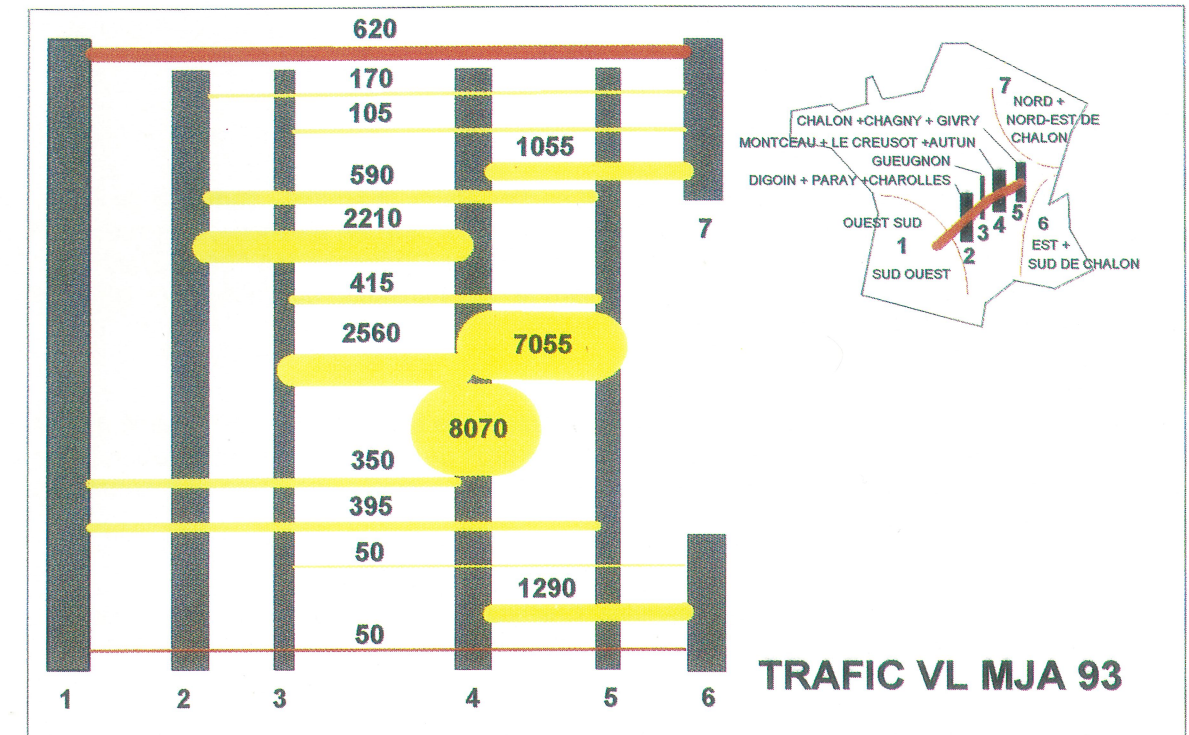 620
170
105
1055
590
2210
415
2560
7055
8070
350
395
50
1290
50
7
1
2
3
4
5
6
7
NORD +
NORD-EST DE
CHALON
CHALON +CHAGNY + GIVRY
MONTCEAU + LE CREUSOT +AUTUN
GUEUGNON
DIGOIN + PARAY +CHAROLLES
OUEST SUD
1
SUD OUEST
2
3
4
5
6
EST +
SUD DE CHALON
TRAFIC VL MJA 93